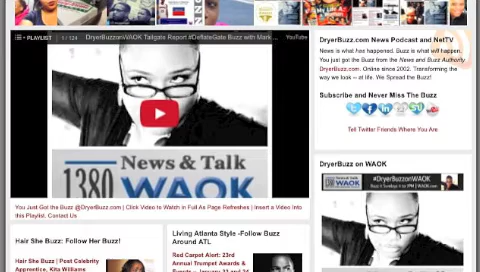 PLAYLIST 1 / 124 DryerBuzzonWAOK Tailgate Report #DeflateGate Buzz with Mark ...
News & Talk
1380 WAOK
You Just Got the Buzz @DryerBuzz.com | Click Video to Watch in Full As Page Refreshes | Insert a Video into
this Playlist. Contact Us
Hair She Buzz: Follow Her Buzz!
Hair She Buzz | Post Celebrity
Apprentice, Kita Williams
Living Atlanta Style -Follow Buzz
Around ATL
Red Carpet Alert: 23rd
Annual Trumpet Awards &
DryerBuzz.com News Podcast and NetTV
News is what has happened. Buzz is what will happen.
You just Got the Buzz from the News and Buzz Authority
DryerBuzz.com. Online since 2002. Transforming the
way we look -- at life. We Spread the Buzz!
Subscribe and Never Miss The Buzz
Tell Twitter Friends Where You Are
DryerBuzz on WAOK
#DryerBuzzonWAOK
News & Talk
1380 WAOK